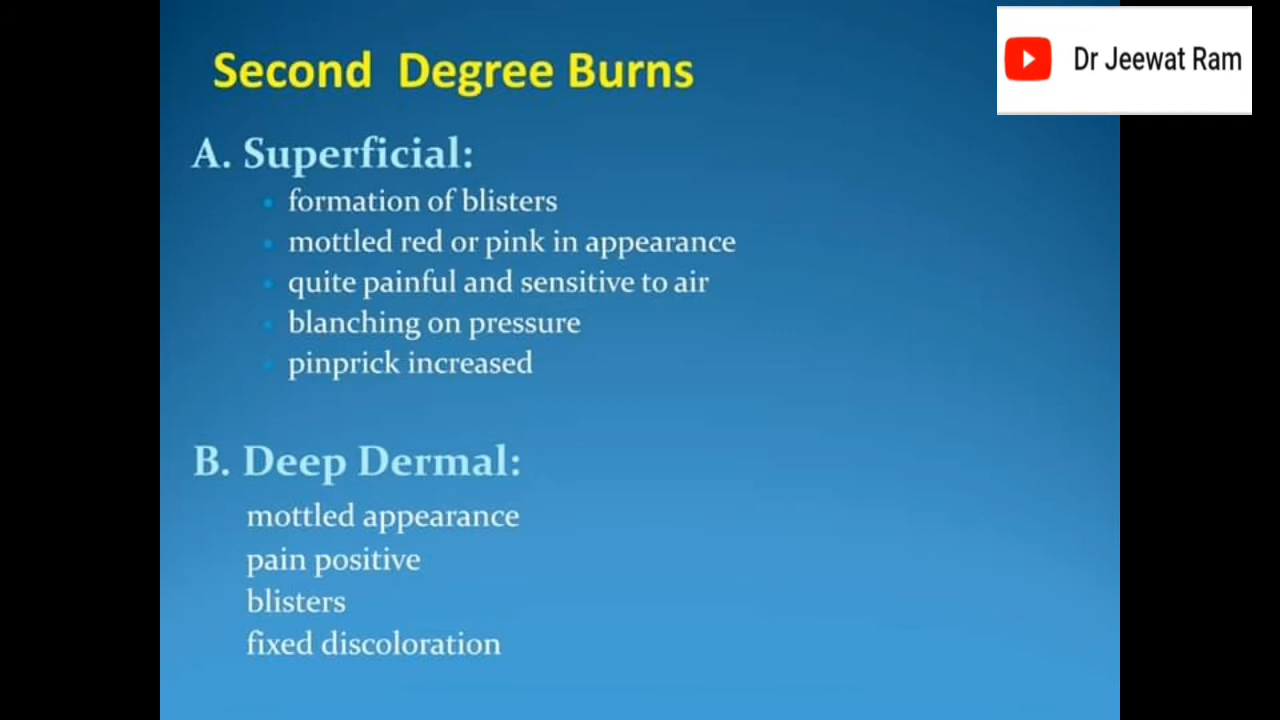 Dr Jeewat Ram
Second Degree Burns
A. Superficial:
formation of blisters
mottled red or pink in appearance
quite painful and sensitive to air
blanching on pressure
pinprick increased
B. Deep Dermal:
mottled appearance
pain positive
blisters
fixed discoloration